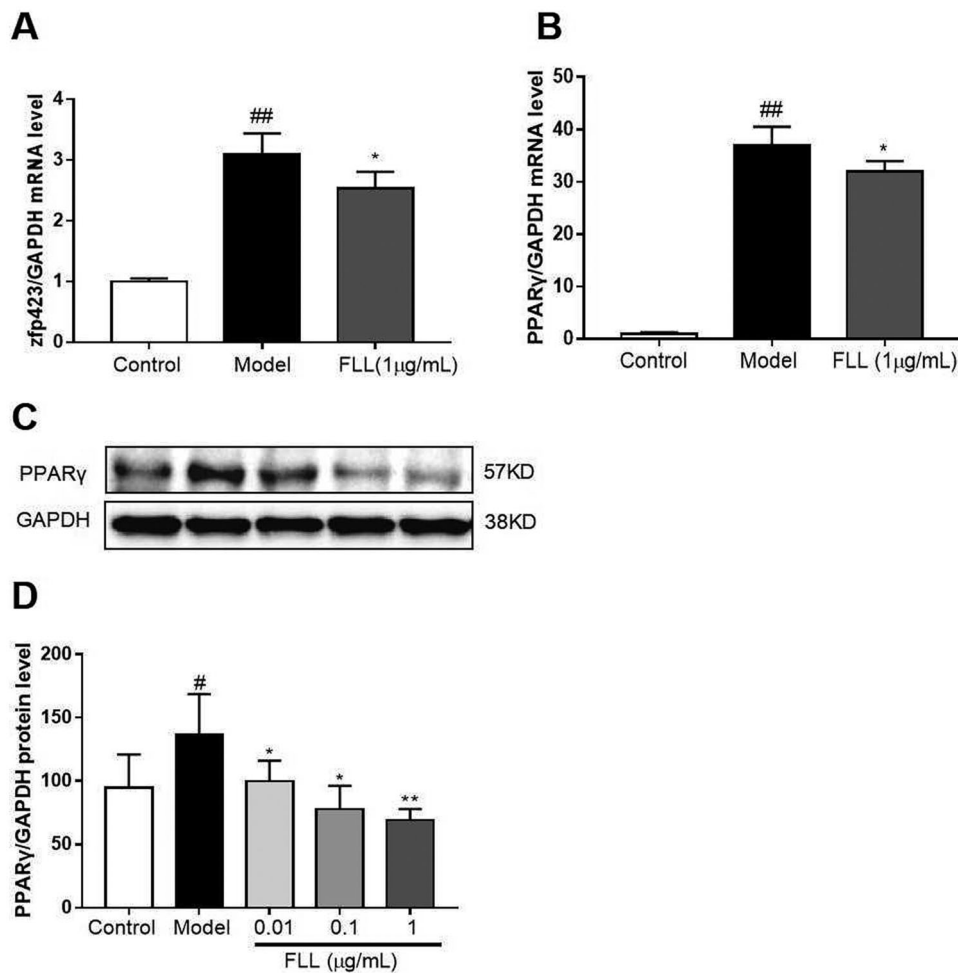 A
zfp423/GAPDH mRNA level
4
3
2
1
0
##
*
Control Model FLL(1μg/mL)
B
PPARγ/GAPDH mRNA level
50
40
30
20
10
0
##
*
Control Model FLL (1μg/mL)
C
PPARγ 57KD
GAPDH 38KD
D
PPARγ/GAPDH protein level
200
150
100
50
0
#
*
*
**
Control Model 0.01 0.1 1
FLL (μg/mL)